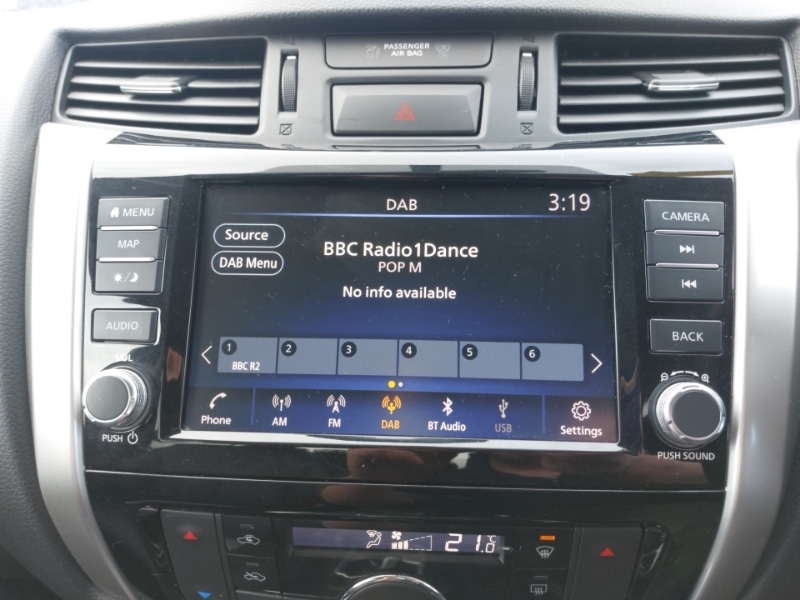 PASSENGER
AIR BAG
MENU
MAP
AUDIO
VOL
PUSH
DAB
3:19
Source
DAB Menu
BBC Radio1Dance
POP M
No info available
1
BBC R2
2
3
4
5
6
Phone
AM
FM
DAB
BT Audio
USB
Settings
CAMERA
BACK
PUSH SOUND
21.0